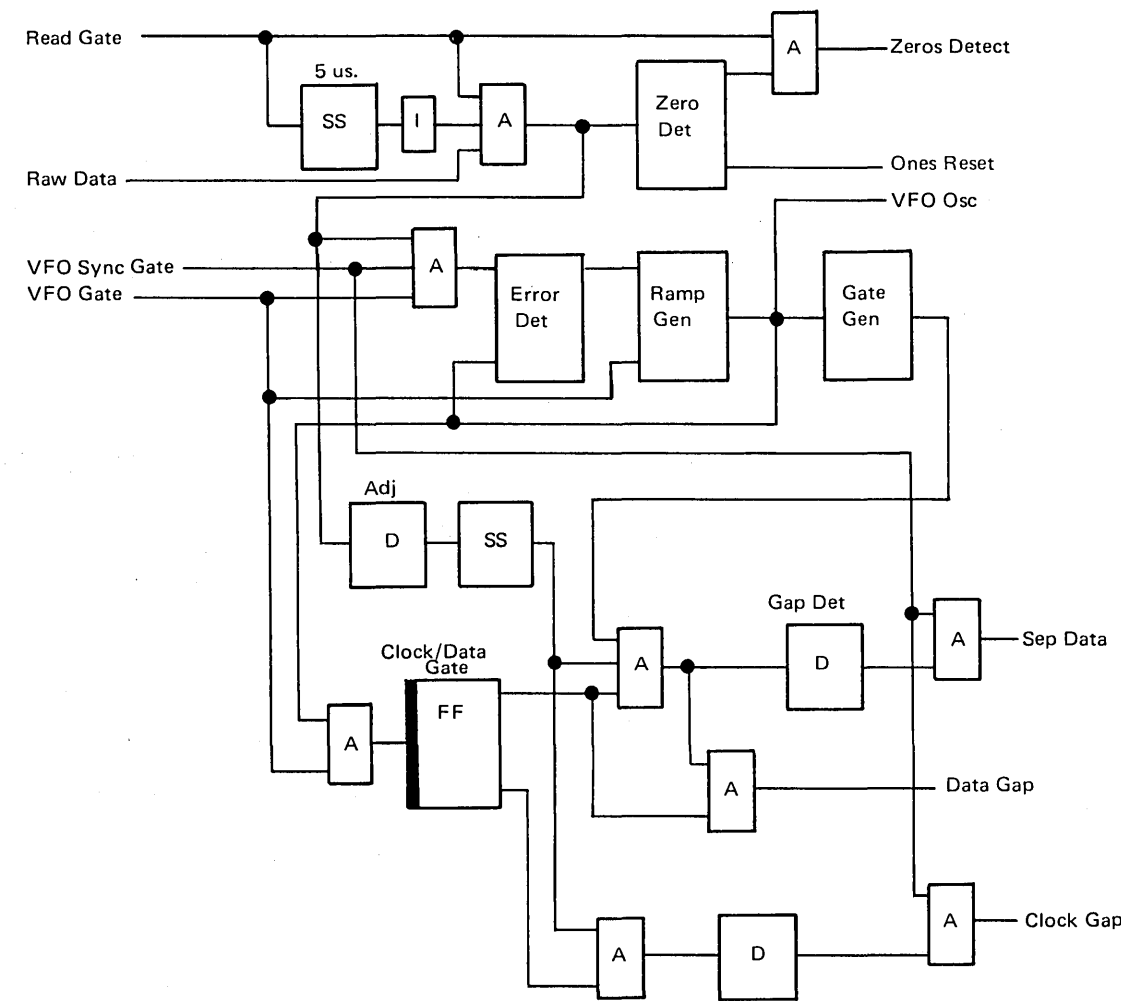 Read Gate
A
Zeros Detect
5 us.
SS
I
A
Zero
Det
Raw Data
Ones Reset
VFO Osc
VFO Sync Gate
VFO Gate
A
Error
Det
Ramp
Gen
Gate
Gen
Adj
D
SS
Gap Det
A
D
A
Sep Data
Clock/Data
Gate
FF
A
A
Data Gap
A
D
A
Clock Gap